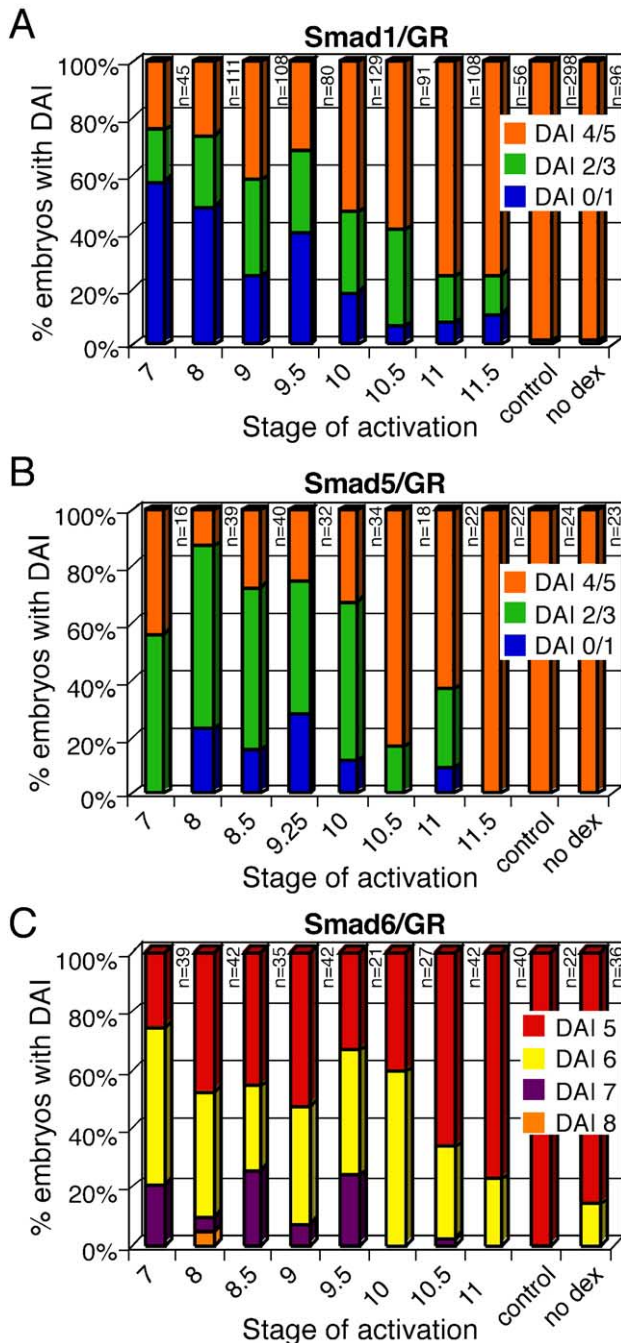 A
Smad1/GR
% embryos with DAI
100%
80%
60%
40%
20%
0%
n=45
n=111
n=108
n=80
n=129
n=91
n=108
n=56
n=298
n=96
DAI 4/5
DAI 2/3
DAI 0/1
7
8
9
9.5
10
10.5
11
11.5
control
no dex
Stage of activation
B
Smad5/GR
% embryos with DAI
100%
80%
60%
40%
20%
0%
n=16
n=39
n=40
n=32
n=34
n=18
n=22
n=22
n=24
n=23
DAI 4/5
DAI 2/3
DAI 0/1
7
8
8.5
9.25
10
10.5
11
11.5
control
no dex
Stage of activation
C
Smad6/GR
% embryos with DAI
100%
80%
60%
40%
20%
0%
n=39
n=42
n=35
n=42
n=21
n=27
n=42
n=40
n=22
n=36
DAI 5
DAI 6
DAI 7
DAI 8
7
8
8.5
9
9.5
10
10.5
11
control
no dex
Stage of activation